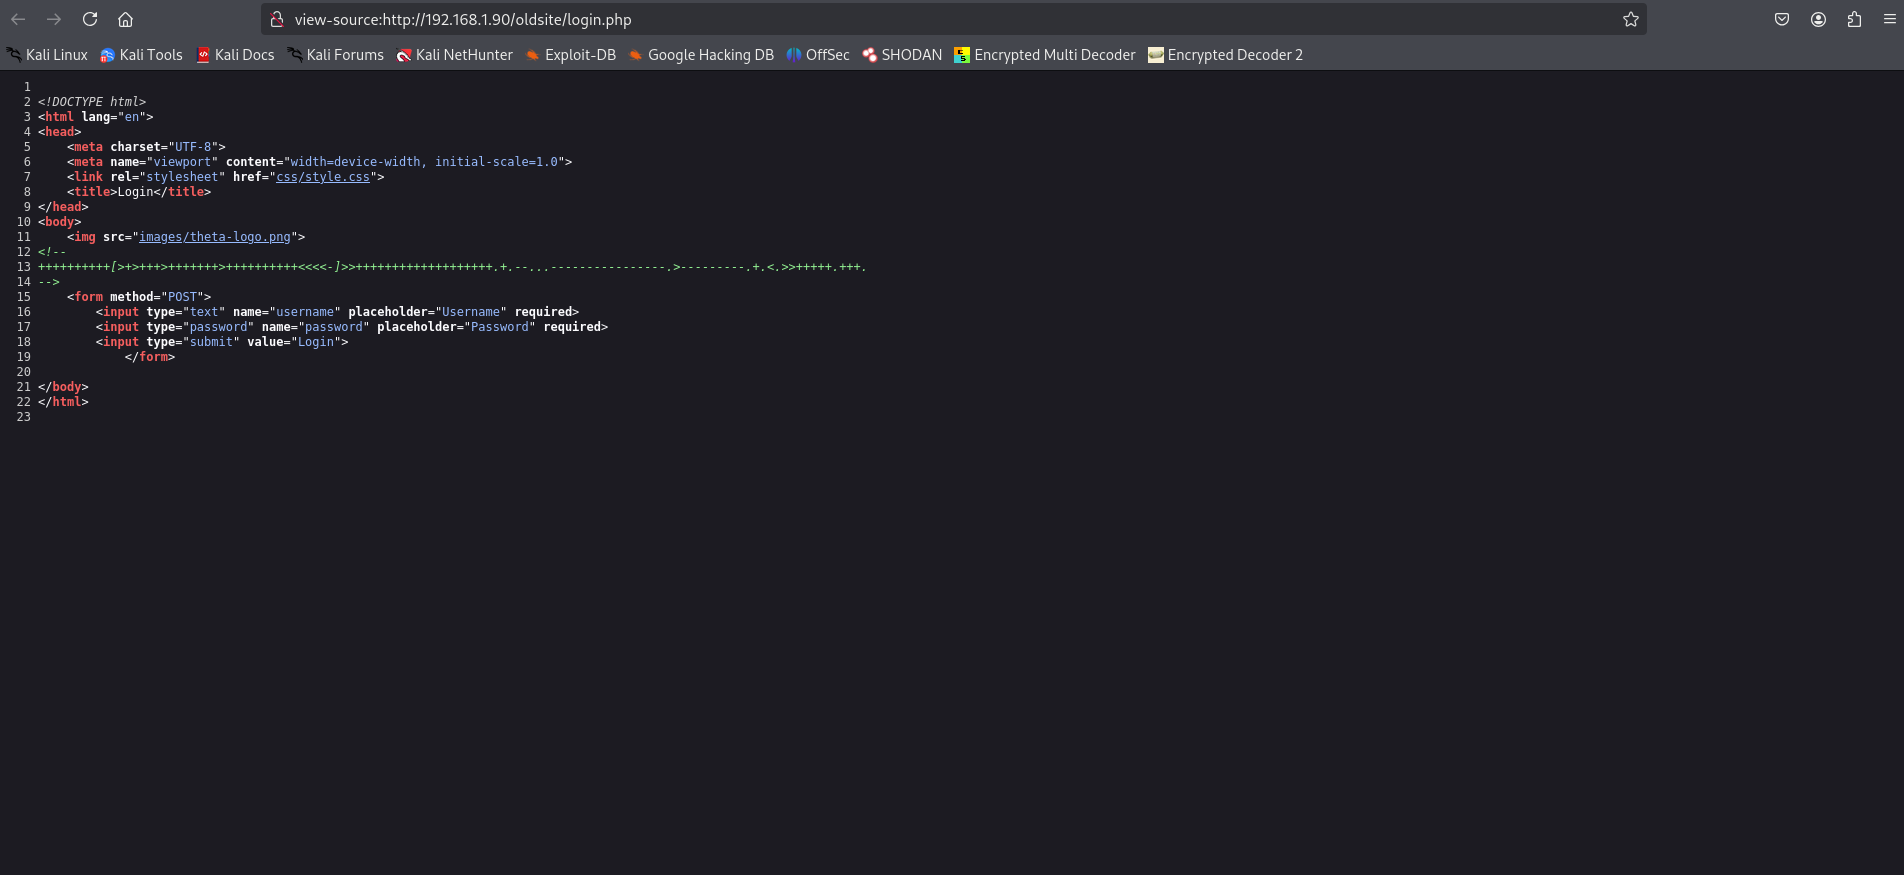 view-source:http://192.168.1.90/oldsite/login.php
Kali Linux Kali Tools Kali Docs Kali Forums Kali NetHunter Exploit-DB Google Hacking DB OffSec SHODAN Encrypted Multi Decoder Encrypted Decoder 2
1
2 <!DOCTYPE html>
3 <html lang="en">
4 <head>
5     <meta charset="UTF-8">
6     <meta name="viewport" content="width=device-width, initial-scale=1.0">
7     <link rel="stylesheet" href="css/style.css">
8     <title>Login</title>
9 </head>
10 <body>
11     <img src="images/theta-logo.png">
12 <!--
13 ++++++++++[>+>+++>+++++++>++++++++++<<<<-]>>+++++++++++++++++++.+.--...----------------.>---------.+.<.>>+++++.+++.
14 -->
15     <form method="POST">
16         <input type="text" name="username" placeholder="Username" required>
17         <input type="password" name="password" placeholder="Password" required>
18         <input type="submit" value="Login">
19             </form>
20
21 </body>
22 </html>
23